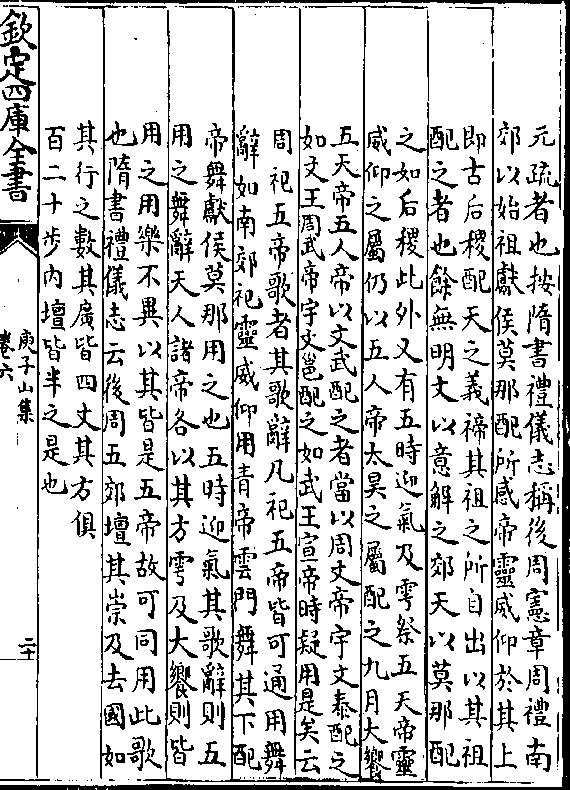 元疏者也按隋書禮儀志稱後周憲章周禮南
郊以始祖獻侯莫那配所感帝靈威仰於其上
即古后稷配天之義禘其祖之所自出以其祖
配之者也餘無明文以意解之郊天以莫那配
之如后稷此外又有五時迎氣及雩祭五天帝靈
威仰之屬仍以五人帝太昊之屬配之九月大饗
五天帝五人帝以文武配之者當以周文帝宇文泰配之
如文王周武帝宇文邕配之如武王宣帝時疑用是矣云
周祀五帝歌者其歌辭凡祀五帝皆可通用舞
辭如南郊祀靈威仰用青帝雲門舞其下配
帝舞獻侯莫那用之也五時迎氣其歌辭則五
用之舞辭天人諸帝各以其方雩及大饗則皆
用之用樂不異以其皆是五帝故可同用此歌
也隋書禮儀志云後周五郊壇其崇及去國如
其行之數其廣皆四丈其方俱
百二十步內壇皆半之是也
欽定四庫全書
庾子山集
卷六
二十